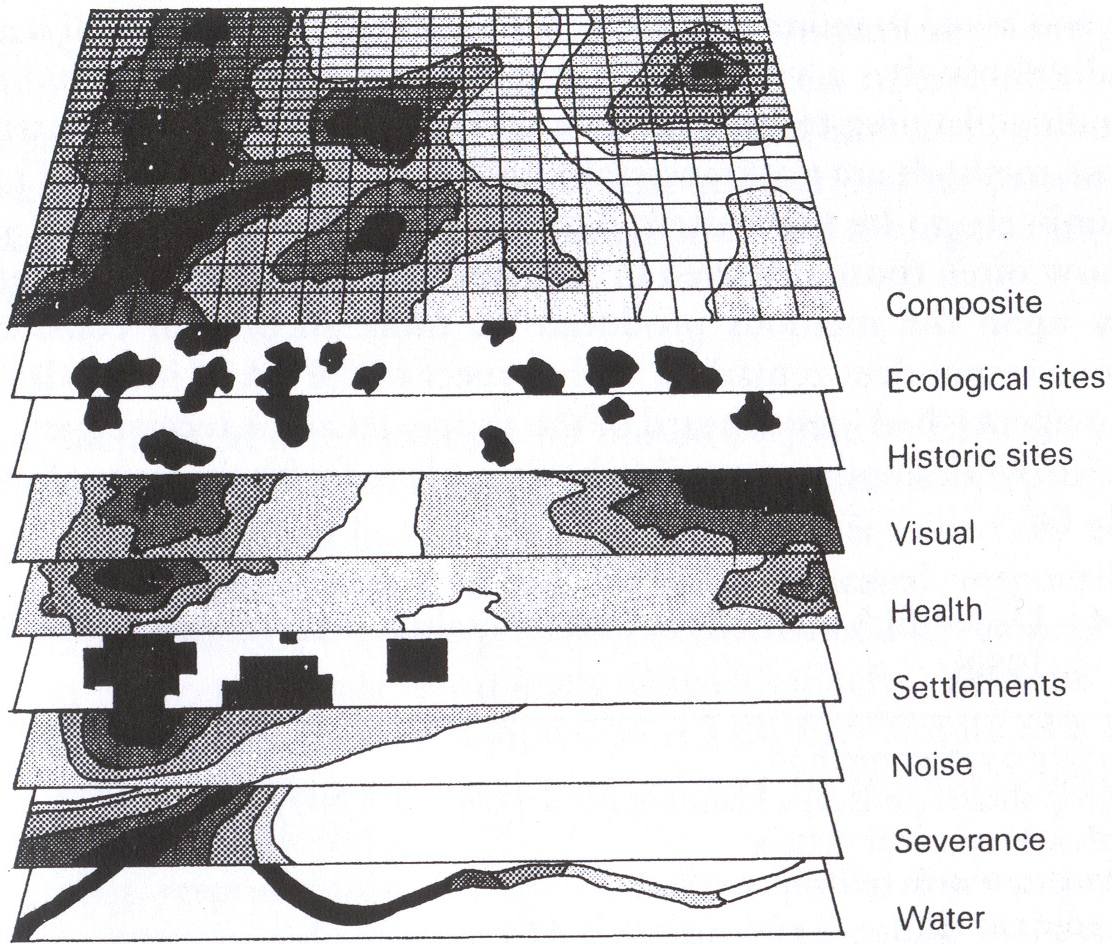 Composite
Ecological sites
Historic sites
Visual
Health
Settlements
Noise
Severance
Water